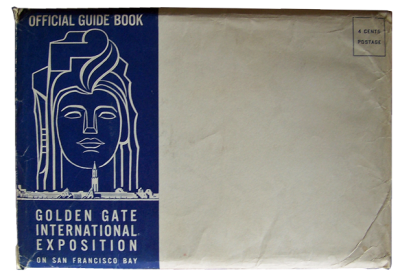 OFFICIAL GUIDE BOOK
4 CENTS
POSTAGE
GOLDEN GATE
INTERNATIONAL
EXPOSITION
ON SAN FRANCISCO BAY